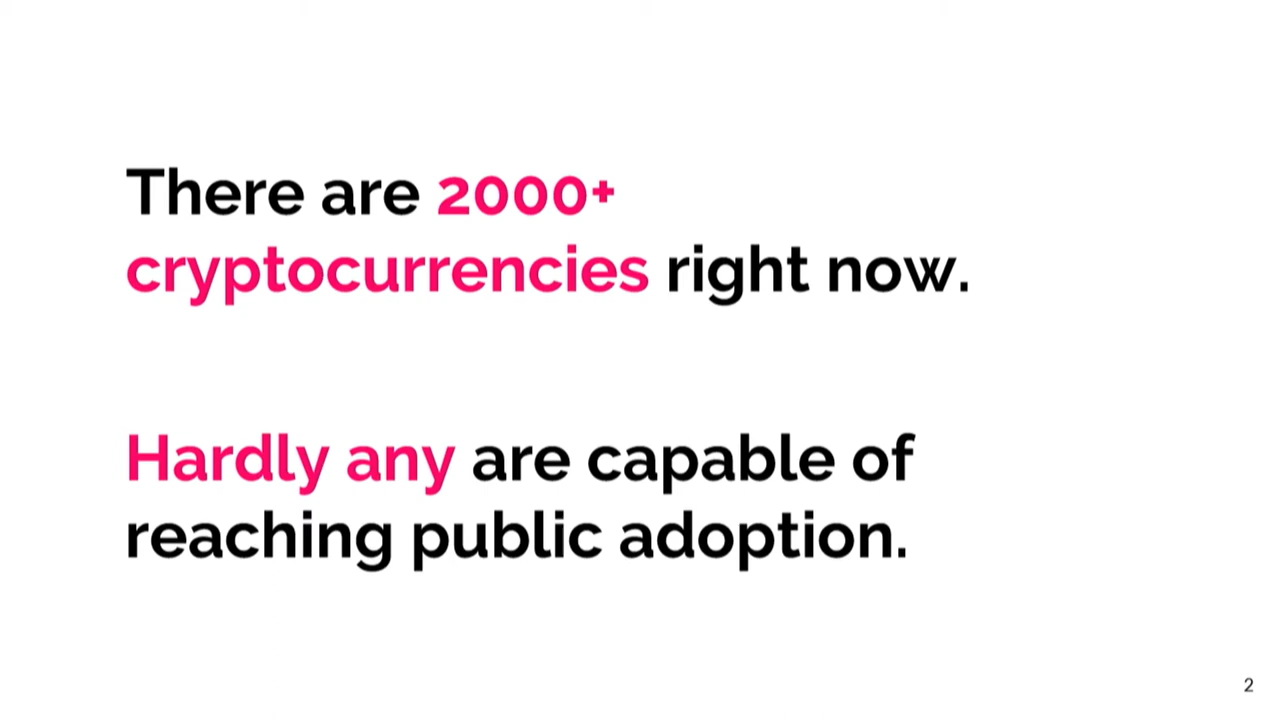 There are 2000+
cryptocurrencies right now.
Hardly any are capable of
reaching public adoption.
2